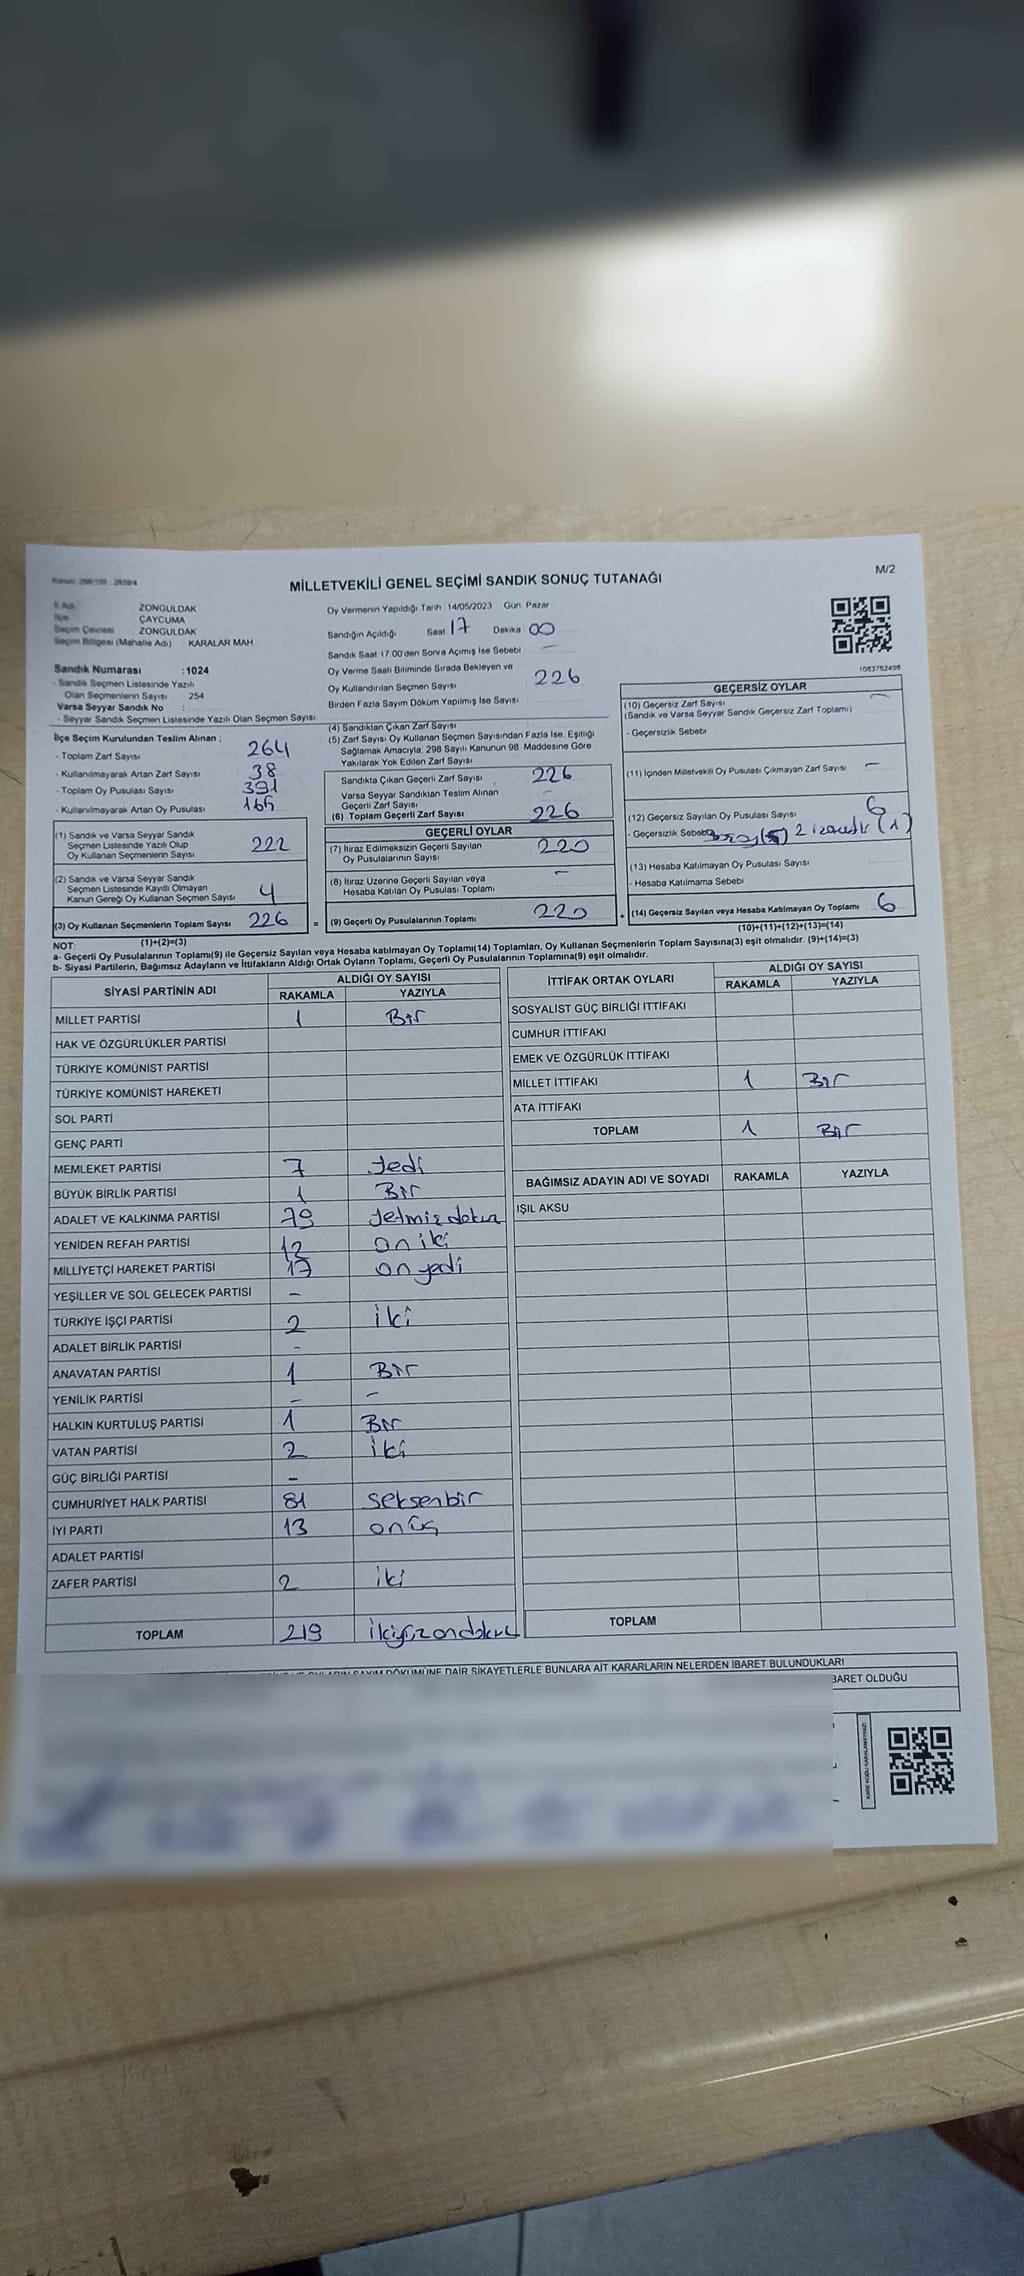 MİLLETVEKİLİ GENEL SEÇİMİ SANDIK SONUÇ TUTANAĞI
M/2
İl Adı ZONGULDAK
İlçe ÇAYCUMA
Seçim Çevresi ZONGULDAK
Seçim Bölgesi (Mahalle Adı) KARALAR MAH.
Sandık Numarası :1024
- Sandık Seçmen Listesinde Yazılı
Olan Seçmenlerin Sayısı 254
Varsa Seyyar Sandık No :
- Seyyar Sandık Seçmen Listesinde Yazılı Olan Seçmen Sayısı:
Oy Vermenin Yapıldığı Tarih 14/05/2023 Gün Pazar
Sandığın Açıldığı Saat 17 Dakika 00
Sandık Saat 17.00'den Sonra Açımış İse Sebebi —
Oy Verme Saati Bitiminde Sırada Bekleyen ve
Oy Kullandırılan Seçmen Sayısı 226
Birden Fazla Sayım Döküm Yapılmış İse Sayısı
1083762498
İlçe Seçim Kurulundan Teslim Alınan :
- Toplam Zarf Sayısı 264
- Kullanılmayarak Artan Zarf Sayısı 38
- Toplam Oy Pusulası Sayısı 391
- Kullanılmayarak Artan Oy Pusulası 165
(1) Sandık ve Varsa Seyyar Sandık
Seçmen Listesinde Yazılı Olup
Oy Kullanan Seçmenlerin Sayısı 222
(2) Sandık ve Varsa Seyyar Sandık
Seçmen Listesinde Kayıtlı Olmayan
Kanun Gereği Oy Kullanan Seçmen Sayısı 4
(3) Oy Kullanan Seçmenlerin Toplam Sayısı 226
(1)+(2)=(3)
(4) Sandıktan Çıkan Zarf Sayısı
(5) Zarf Sayısı Oy Kullanan Seçmen Sayısından Fazla İse, Eşitliği
Sağlamak Amacıyla, 298 Sayılı Kanunun 98. Maddesine Göre
Yakılarak Yok Edilen Zarf Sayısı
Sandıkta Çıkan Geçerli Zarf Sayısı 226
Varsa Seyyar Sandıktan Teslim Alınan
Geçerli Zarf Sayısı -
(6) Toplam Geçerli Zarf Sayısı 226
GEÇERLİ OYLAR
(7) İtiraz Edilmeksizin Geçerli Sayılan
Oy Pusulalarının Sayısı 220
(8) İtiraz Üzerine Geçerli Sayılan veya
Hesaba Katılan Oy Pusulası Toplamı —
= (9) Geçerli Oy Pusulalarının Toplamı 220 +
GEÇERSİZ OYLAR
(10) Geçersiz Zarf Sayısı —
(Sandık ve Varsa Seyyar Sandık Geçersiz Zarf Toplamı)
- Geçersizlik Sebebi
(11) İçinden Milletvekili Oy Pusulası Çıkmayan Zarf Sayısı —
(12) Geçersiz Sayılan Oy Pusulası Sayısı 6
- Geçersizlik Sebebi (5) 2 (1)
(13) Hesaba Katılmayan Oy Pusulası Sayısı
- Hesaba Katılmama Sebebi
(14) Geçersiz Sayılan veya Hesaba Katılmayan Oy Toplamı 6
(10)+(11)+(12)+(13)=(14)
NOT:
a- Geçerli Oy Pusulalarının Toplamı(9) ile Geçersiz Sayılan veya Hesaba katılmayan Oy Toplamı(14) Toplamları, Oy Kullanan Seçmenlerin Toplam Sayısına(3) eşit olmalıdır. (9)+(14)=(3)
b- Siyasi Partilerin, Bağımsız Adayların ve İttifakların Aldığı Ortak Oyların Toplamı, Geçerli Oy Pusulalarının Toplamına(9) eşit olmalıdır.
SİYASİ PARTİNİN ADI ALDIĞI OY SAYISI
RAKAMLA YAZIYLA
MİLLET PARTİSİ 1 Bir
HAK VE ÖZGÜRLÜKLER PARTİSİ
TÜRKİYE KOMÜNİST PARTİSİ
TÜRKİYE KOMÜNİST HAREKETİ
SOL PARTİ
GENÇ PARTİ
MEMLEKET PARTİSİ 7 Yedi
BÜYÜK BİRLİK PARTİSİ 1 Bir
ADALET VE KALKINMA PARTİSİ 79 Yetmiş dokuz
YENİDEN REFAH PARTİSİ 12 on iki
MİLLİYETÇİ HAREKET PARTİSİ 17 on yedi
YEŞİLLER VE SOL GELECEK PARTİSİ -
TÜRKİYE İŞÇİ PARTİSİ 2 iki
ADALET BİRLİK PARTİSİ -
ANAVATAN PARTİSİ 1 Bir
YENİLİK PARTİSİ - -
HALKIN KURTULUŞ PARTİSİ 1 Bir
VATAN PARTİSİ 2 iki
GÜÇ BİRLİĞİ PARTİSİ -
CUMHURİYET HALK PARTİSİ 81 seksenbir
İYİ PARTİ 13 onüç
ADALET PARTİSİ
ZAFER PARTİSİ 2 iki
TOPLAM 219 ikiyüzondokuz
İTTİFAK ORTAK OYLARI ALDIĞI OY SAYISI
RAKAMLA YAZIYLA
SOSYALİST GÜÇ BİRLİĞİ İTTİFAKI
CUMHUR İTTİFAKI
EMEK VE ÖZGÜRLÜK İTTİFAKI
MİLLET İTTİFAKI 1 Bir
ATA İTTİFAKI
TOPLAM 1 Bir
BAĞIMSIZ ADAYIN ADI VE SOYADI RAKAMLA YAZIYLA
IŞIL AKSU
TOPLAM
SAYIM DÖKÜMÜNE DAİR ŞİKAYETLERLE BUNLARA AİT KARARLARIN NELERDEN İBARET BULUNDUKLARI
BARET OLDUĞU
KARE KODU KARALAMAYINIZ!